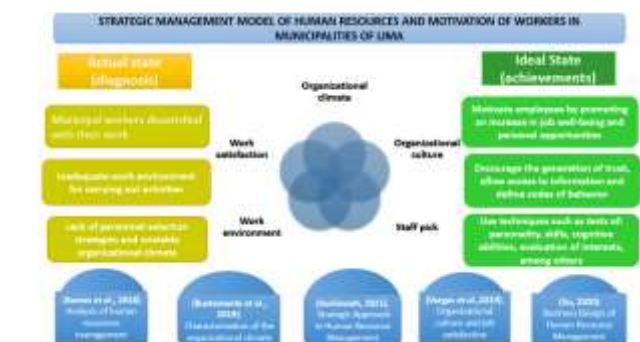 STRATEGIC MANAGEMENT MODEL OF HUMAN RESOURCES AND MOTIVATION OF WORKERS IN
MUNICIPALITIES OF LIMA
Actual state
(diagnosis)
Municipal workers dissatisfied
with their work
Inadequate work environment
for carrying out activities
Lack of personnel selection
strategies and unstable
organizational climate
Organizational
climate
Work
satisfaction
Organizational
culture
Work
environment
Staff pick
Ideal State
(achievements)
Motivate employees by promoting
an increase in job well-being and
personal opportunities
Encourage the generation of trust,
allow access to information and
define codes of behavior
Use techniques such as tests of:
personality, skills, cognitive
abilities, evaluation of interests,
among others
Analysis of human
resources
management
Characterization of the
organizational climate
Strategic Approach
to Human Resource
Management
Organizational
culture and job
satisfaction
Business Design of
Human Resource
Management